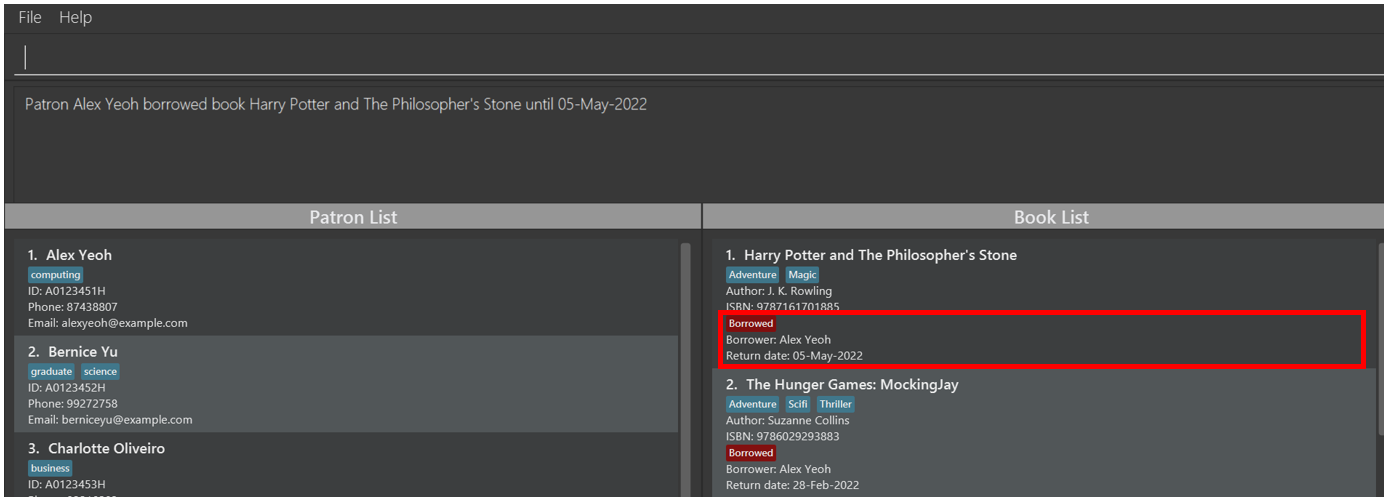 File Help
Patron Alex Yeoh borrowed book Harry Potter and The Philosopher's Stone until 05-May-2022
Patron List
1. Alex Yeoh
computing
ID: A0123451H
Phone: 87438807
Email: alexyeoh@example.com
2. Bernice Yu
graduate science
ID: A0123452H
Phone: 99272758
Email: berniceyu@example.com
3. Charlotte Oliveiro
business
ID: A0123453H
Book List
1. Harry Potter and The Philosopher's Stone
Adventure Magic
Author: J. K. Rowling
ISBN: 9787161701885
Borrowed
Borrower: Alex Yeoh
Return date: 05-May-2022
2. The Hunger Games: MockingJay
Adventure Scifi Thriller
Author: Suzanne Collins
ISBN: 9786029293883
Borrowed
Borrower: Alex Yeoh
Return date: 28-Feb-2022